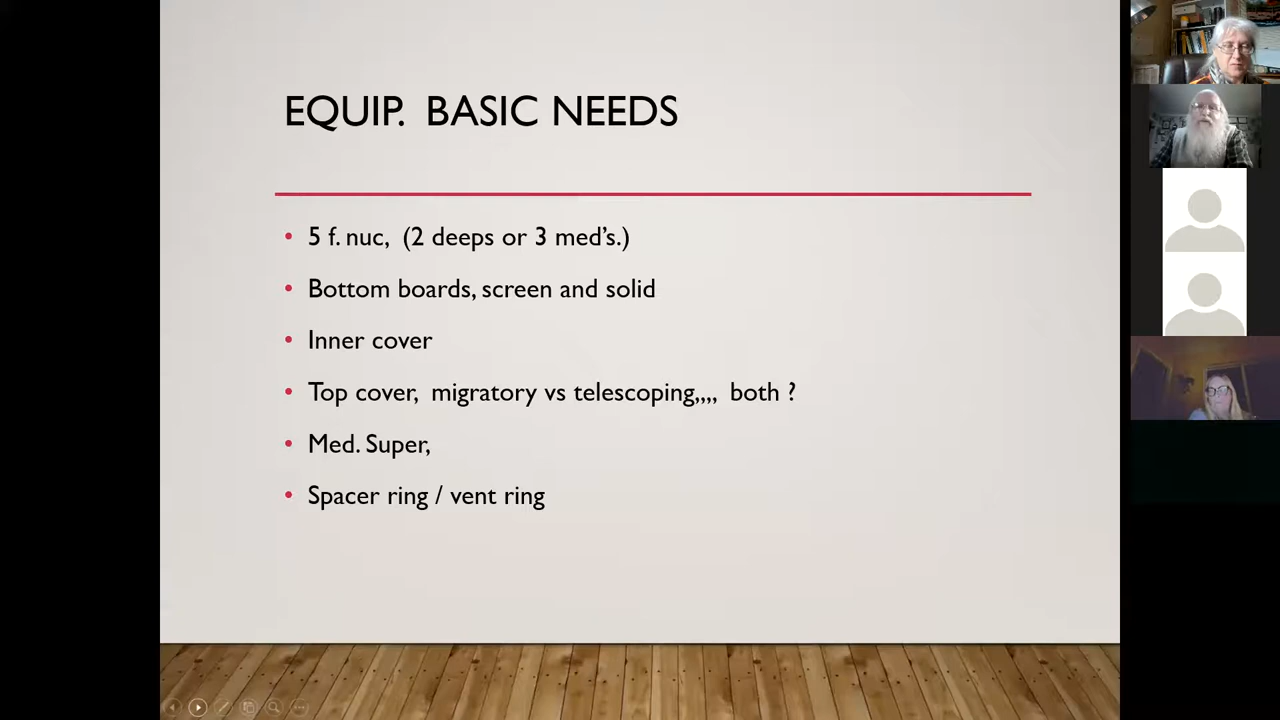 EQUIP. BASIC NEEDS
• 5 f. nuc, (2 deeps or 3 med's.)
• Bottom boards, screen and solid
• Inner cover
• Top cover, migratory vs telescoping,,,, both ?
• Med. Super,
• Spacer ring / vent ring